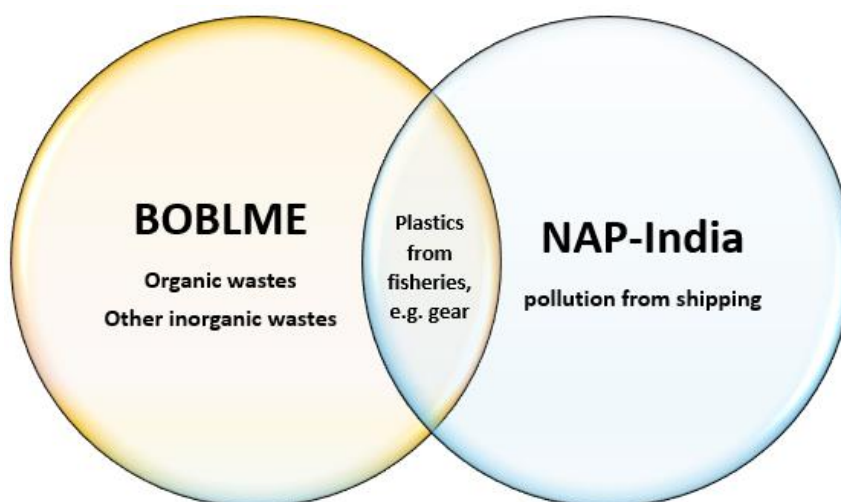 BOBLME
Organic wastes
Other inorganic wastes
Plastics
from
fisheries,
e.g. gear
NAP-India
pollution from shipping